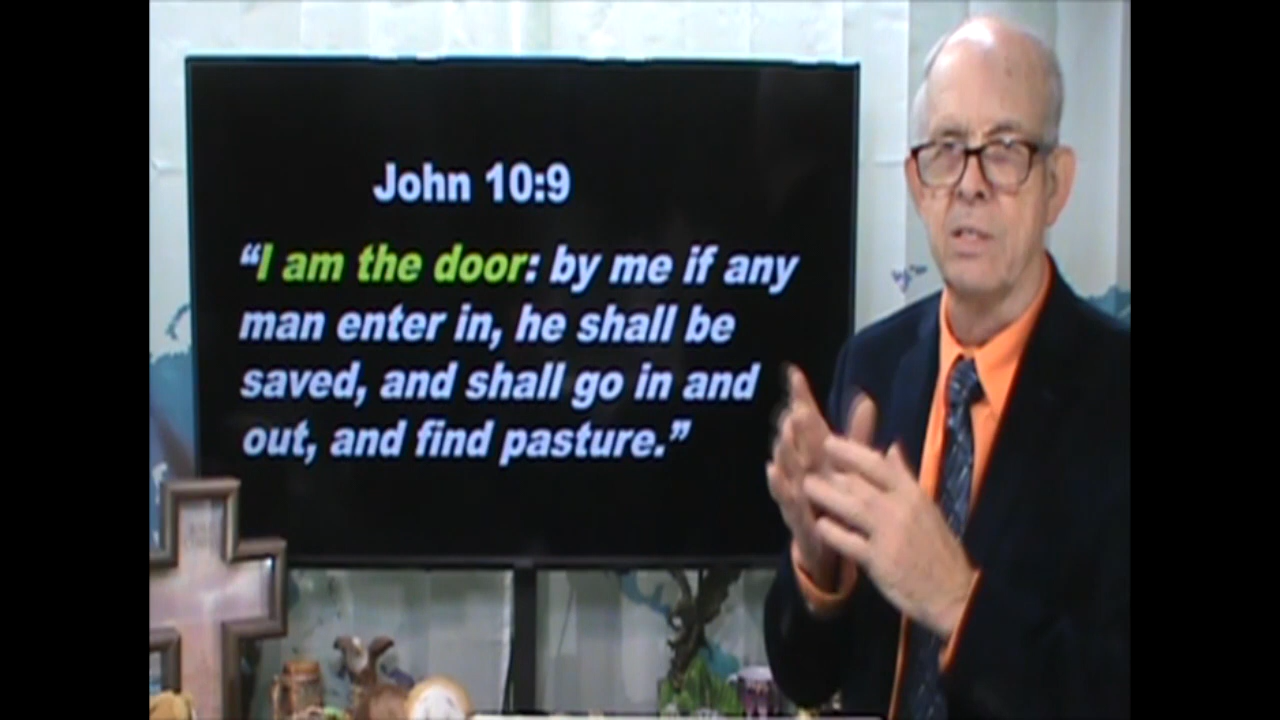 John 10:9
“I am the door: by me if any
man enter in, he shall be
saved, and shall go in and
out, and find pasture.”